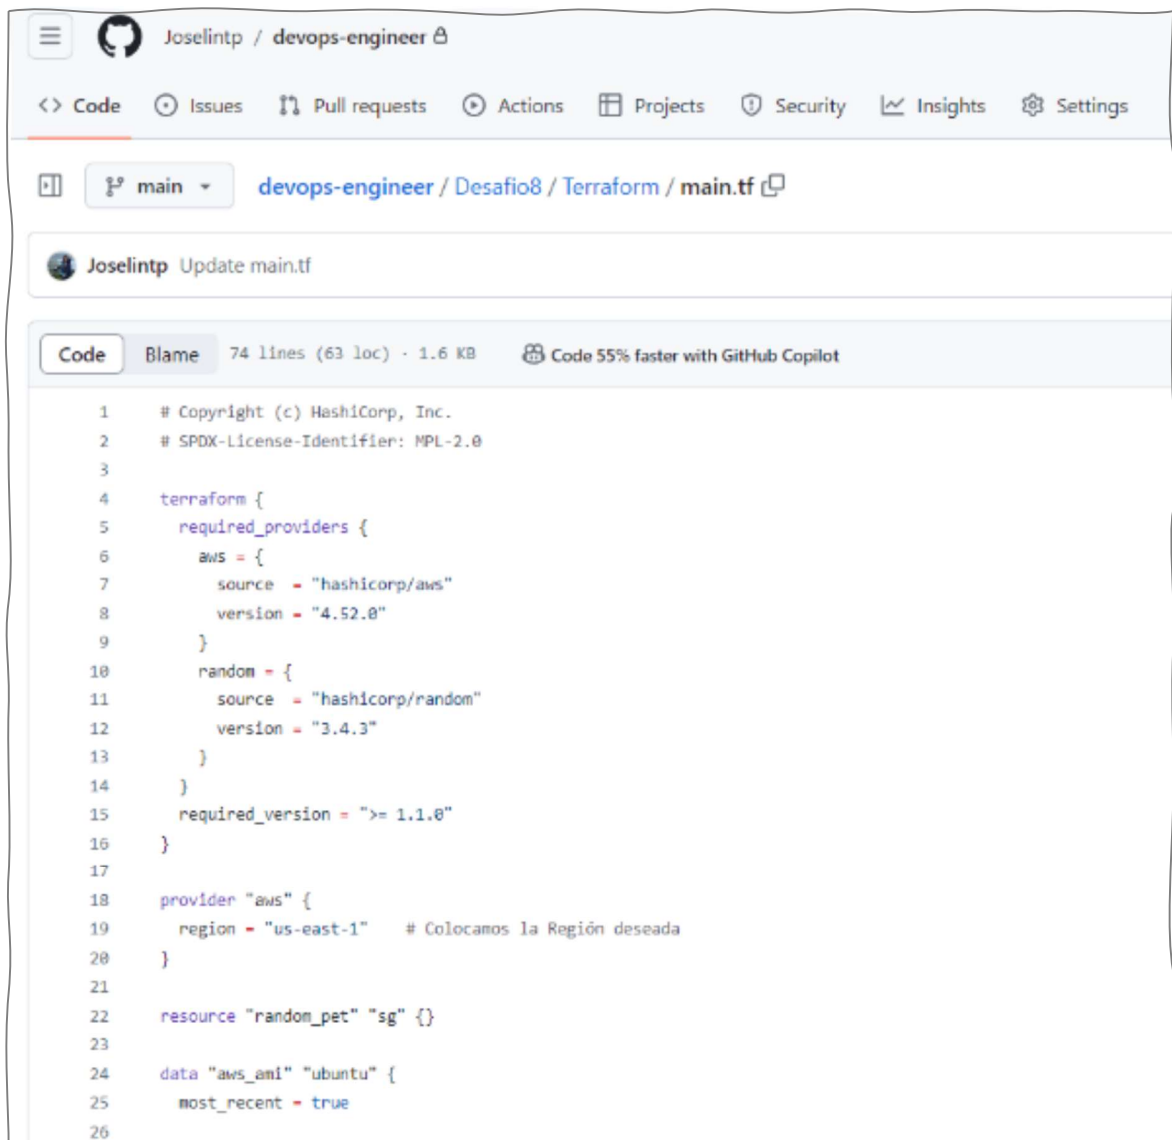 Joselintp / devops-engineer
Code Issues Pull requests Actions Projects Security Insights Settings
main devops-engineer / Desafio8 / Terraform / main.tf
Joselintp Update main.tf
Code Blame 74 lines (63 loc) · 1.6 KB Code 55% faster with GitHub Copilot
1 # Copyright (c) HashiCorp, Inc.
2 # SPDX-License-Identifier: MPL-2.0
3
4 terraform {
5   required_providers {
6     aws = {
7       source  = "hashicorp/aws"
8       version = "4.52.0"
9     }
10     random = {
11       source  = "hashicorp/random"
12       version = "3.4.3"
13     }
14   }
15   required_version = ">= 1.1.0"
16 }
17
18 provider "aws" {
19   region = "us-east-1"    # Colocamos la Región deseada
20 }
21
22 resource "random_pet" "sg" {}
23
24 data "aws_ami" "ubuntu" {
25   most_recent = true
26